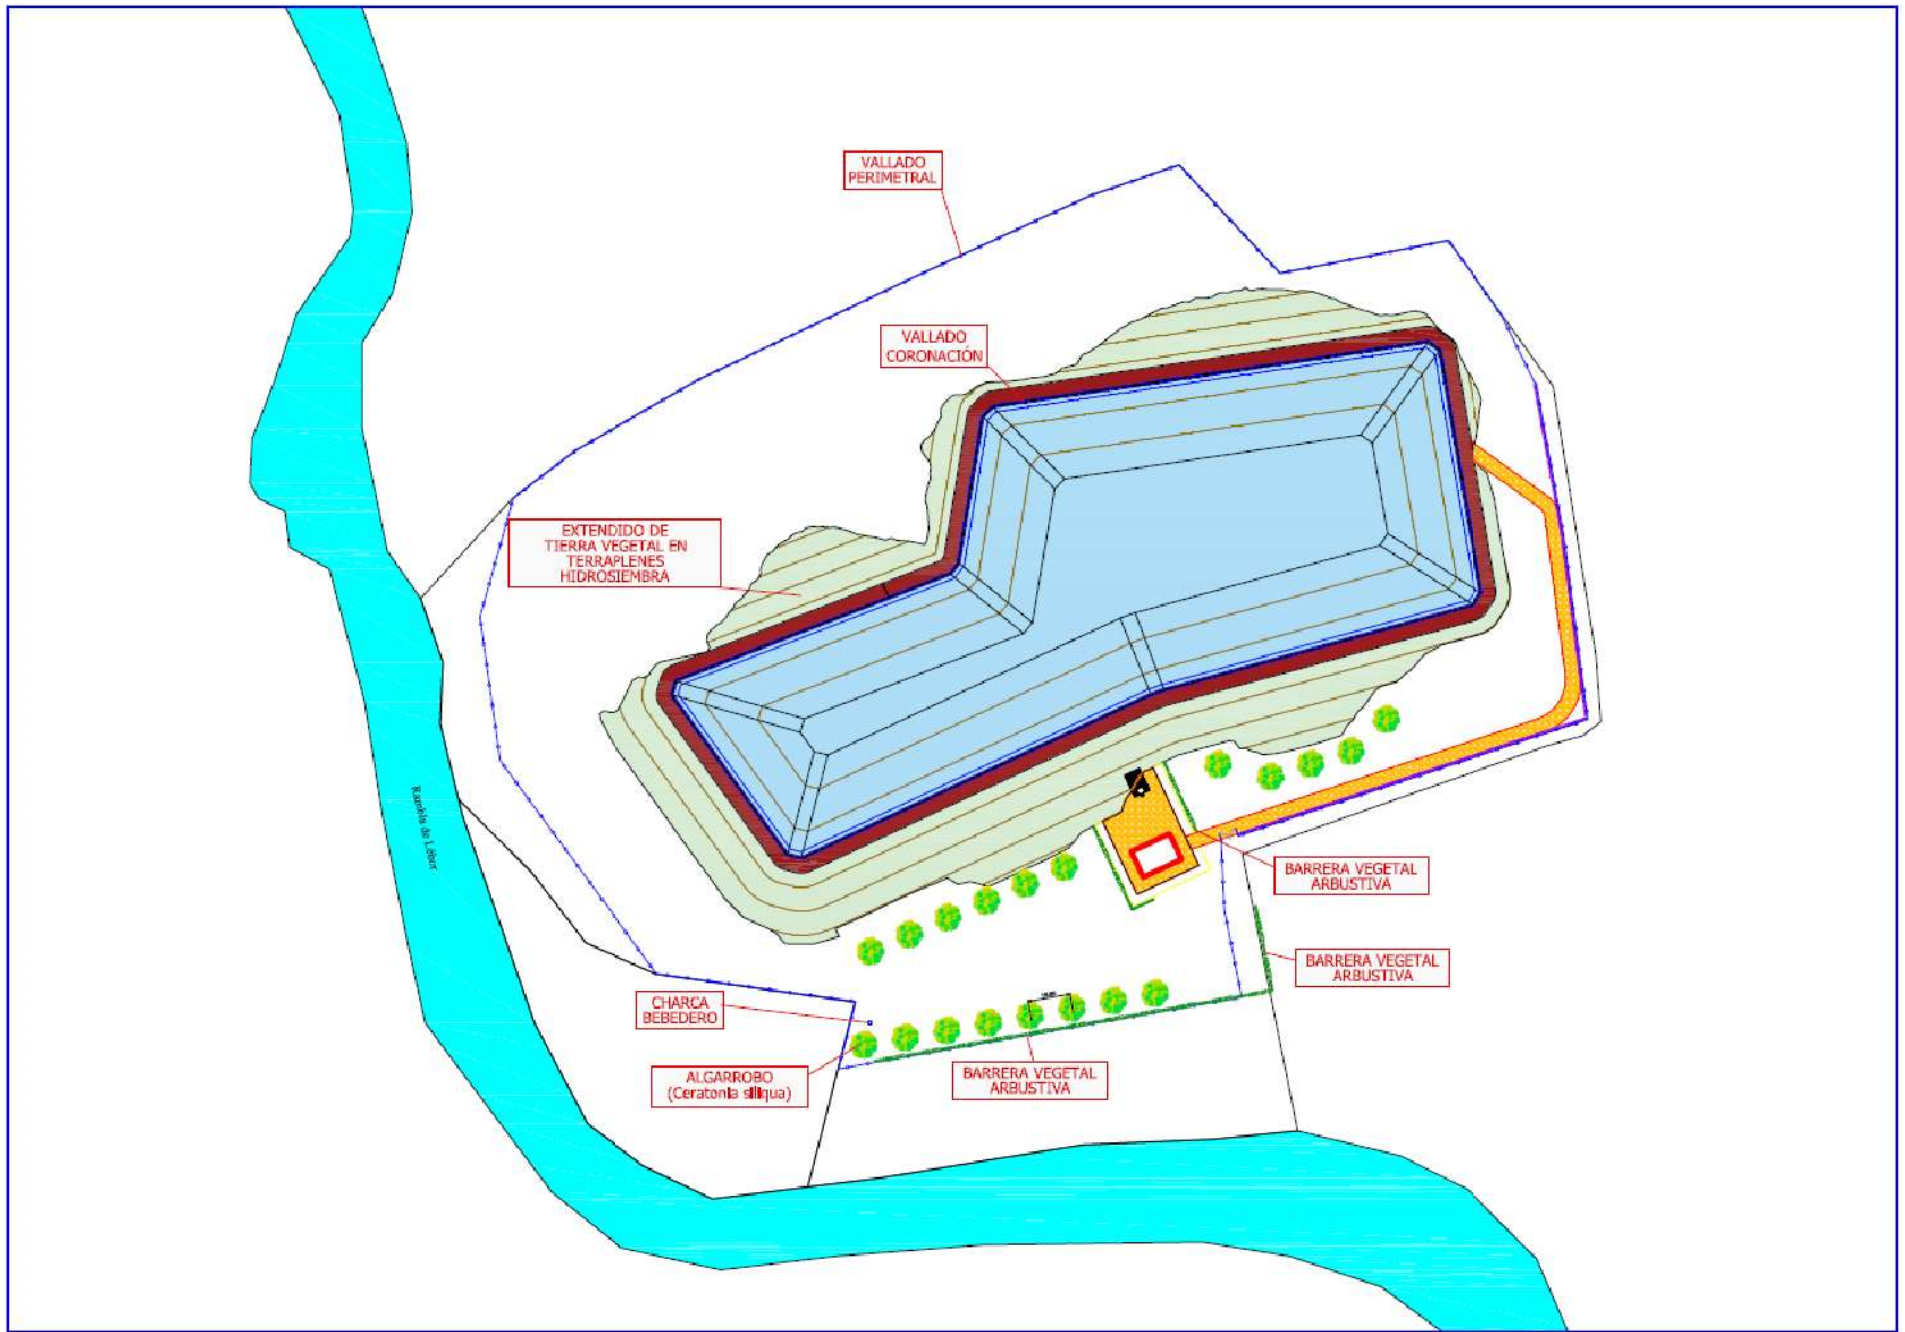 VALLADO
PERIMETRAL
VALLADO
CORONACIÓN
EXTENDIDO DE
TIERRA VEGETAL EN
TERRAPLENES
HIDROSIEMBRA
Rambla de
BARRERA VEGETAL
ARBUSTIVA
BARRERA VEGETAL
ARBUSTIVA
CHARCA
BEBEDERO
ALGARROBO
(Ceratonia siliqua)
BARRERA VEGETAL
ARBUSTIVA